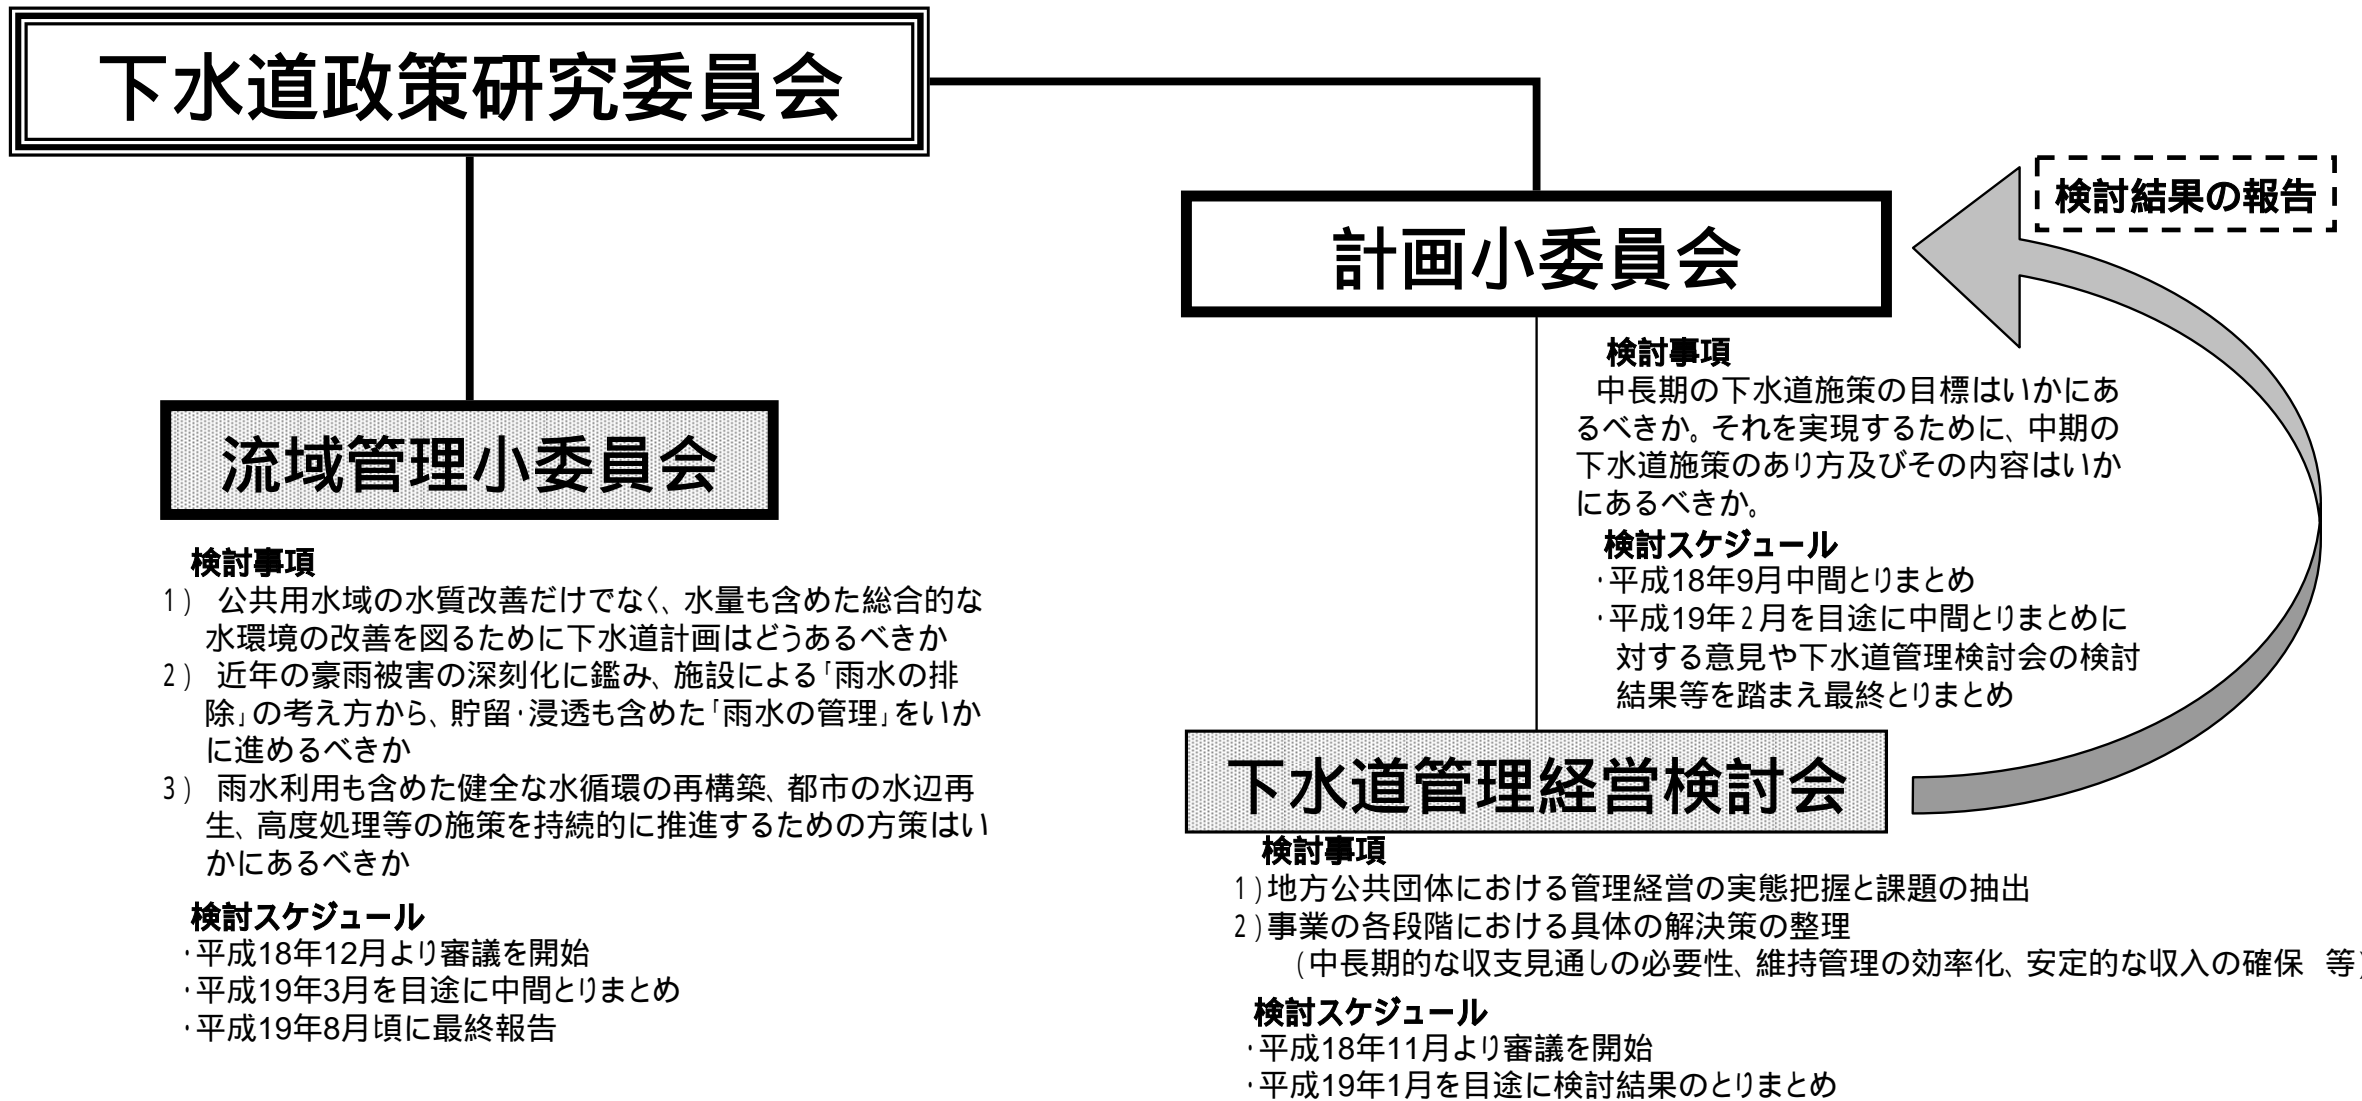 下水道政策研究委員会
検討結果の報告
計画小委員会
検討事項
中長期の下水道施策の目標はいかにあ
るべきか。それを実現するために、中期の
下水道施策のあり方及びその内容はいか
にあるべきか。
検討スケジュール
・平成18年9月中間とりまとめ
・平成19年2月を目途に中間とりまとめに
対する意見や下水道管理検討会の検討
結果等を踏まえ最終とりまとめ
流域管理小委員会
検討事項
1） 公共用水域の水質改善だけでなく、水量も含めた総合的な
水環境の改善を図るために下水道計画はどうあるべきか
2） 近年の豪雨被害の深刻化に鑑み、施設による「雨水の排
除」の考え方から、貯留・浸透も含めた「雨水の管理」をいか
に進めるべきか
3） 雨水利用も含めた健全な水循環の再構築、都市の水辺再
生、高度処理等の施策を持続的に推進するための方策はい
かにあるべきか
検討スケジュール
・平成18年12月より審議を開始
・平成19年3月を目途に中間とりまとめ
・平成19年8月頃に最終報告
下水道管理経営検討会
検討事項
1）地方公共団体における管理経営の実態把握と課題の抽出
2）事業の各段階における具体の解決策の整理
（中長期的な収支見通しの必要性、維持管理の効率化、安定的な収入の確保 等）
検討スケジュール
・平成18年11月より審議を開始
・平成19年1月を目途に検討結果のとりまとめ